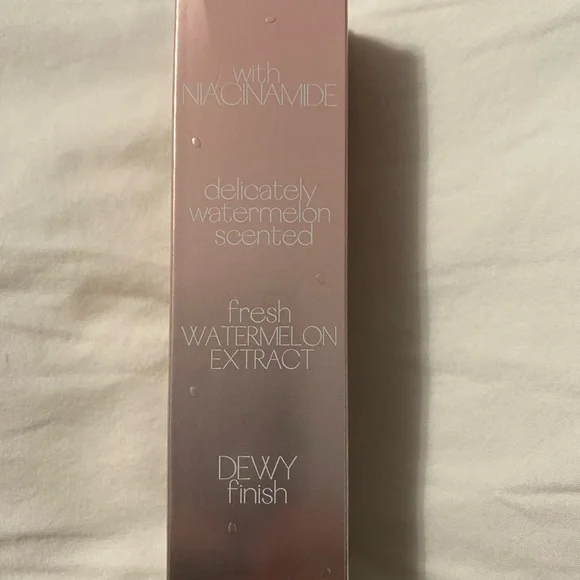 with
NIACINAMIDE
delicately
watermelon
scented
fresh
WATERMELON
EXTRACT
DEWY
finish